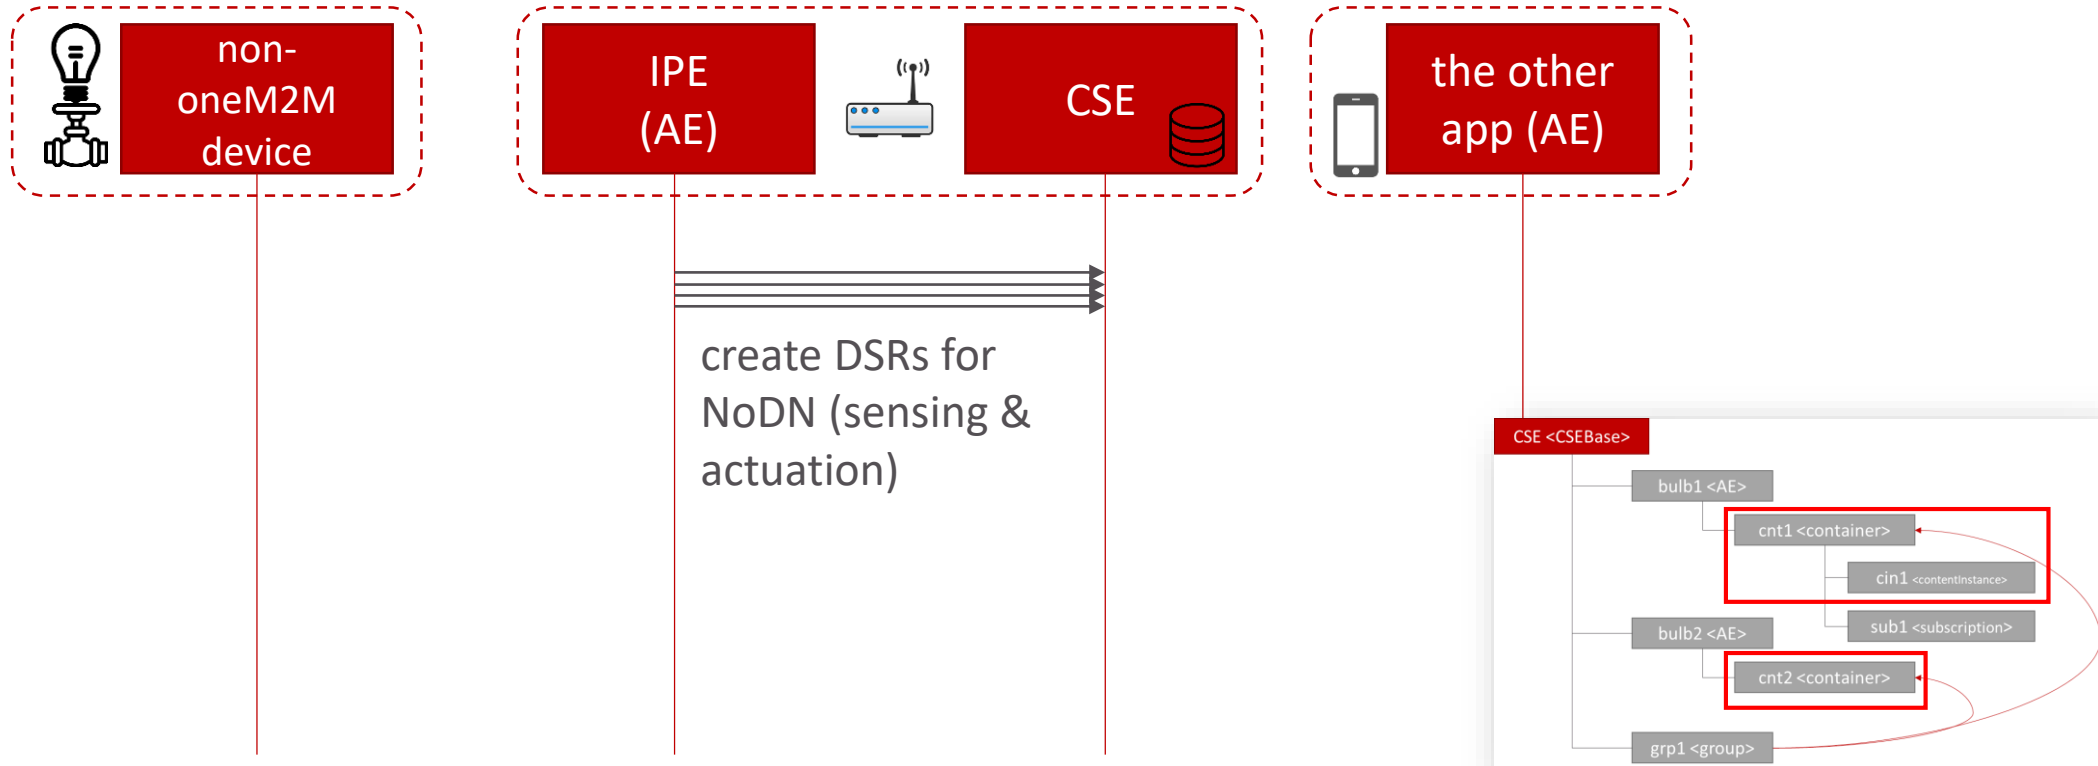 non-
oneM2M
device
IPE
(AE)
CSE
the other
app (AE)
create DSRs for
NoDN (sensing &
actuation)
CSE <CSEBase>
bulb1 <AE>
cnt1 <container>
cin1 <contentInstance>
sub1 <subscription>
bulb2 <AE>
cnt2 <container>
grp1 <group>